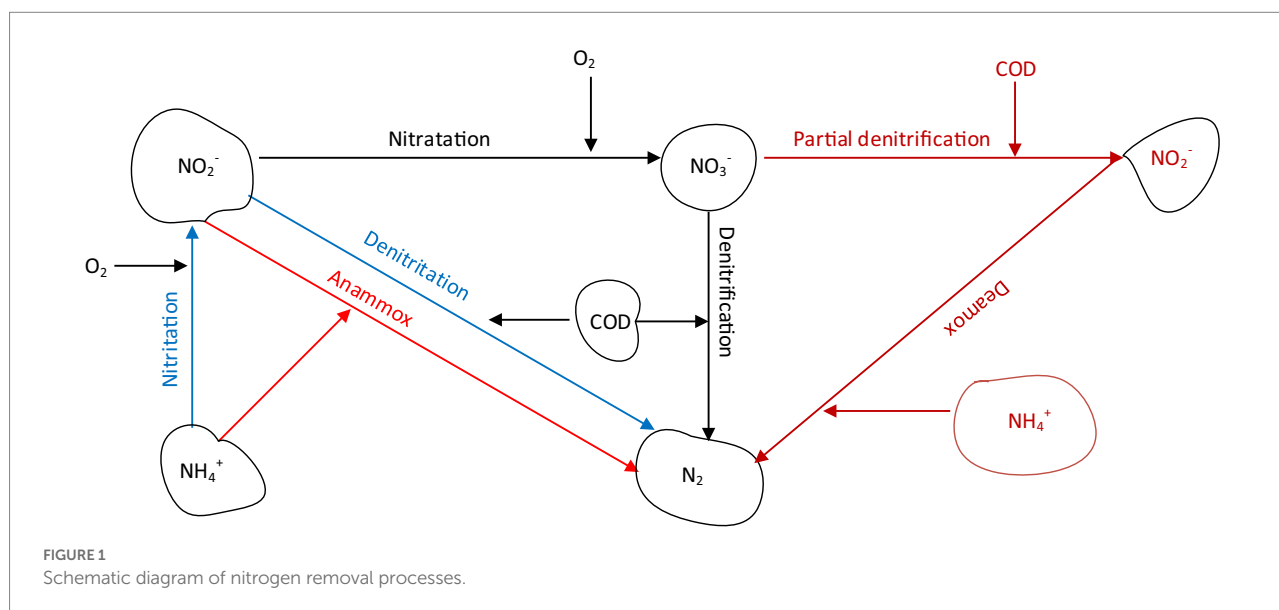 O₂
COD
Nitratation
Partial denitrification
NO₂⁻
NO₃⁻
NO₂⁻
Denitritation
Denitrification
O₂
Anammox
Deamox
COD
Nitritation
NH₄⁺
NH₄⁺
N₂
FIGURE 1
Schematic diagram of nitrogen removal processes.